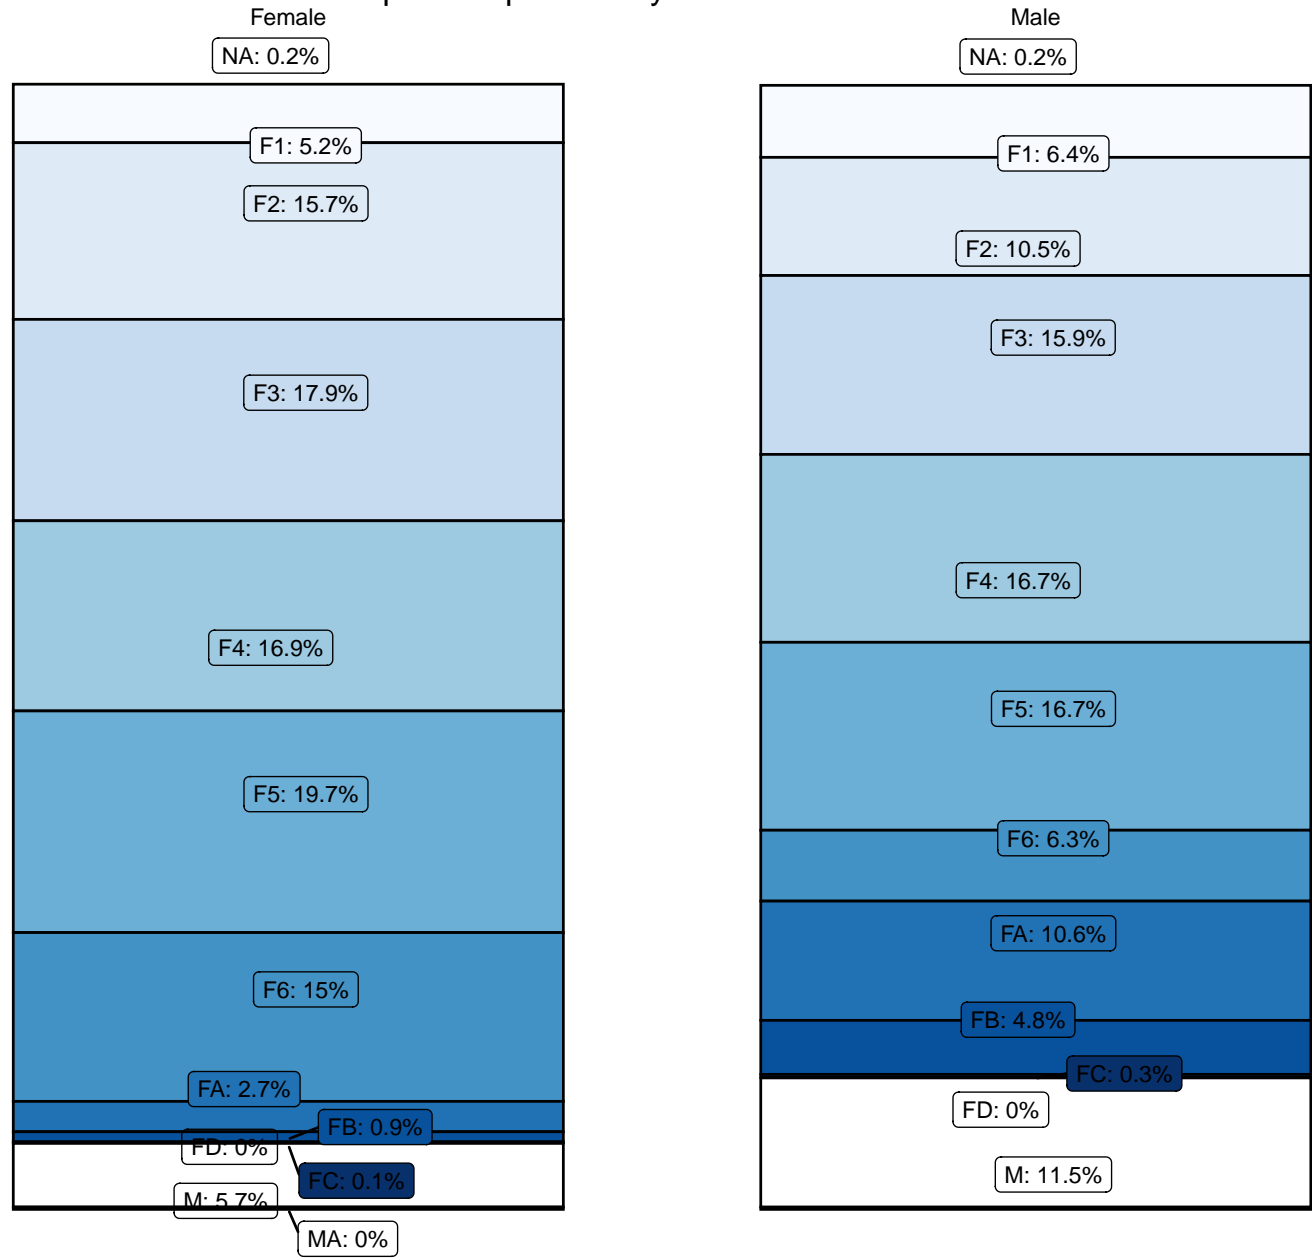 Female
NA: 0.2%
F1: 5.2%
F2: 15.7%
F3: 17.9%
F4: 16.9%
F5: 19.7%
F6: 15%
FA: 2.7%
FB: 0.9%
FD: 0%
FC: 0.1%
M: 5.7%
MA: 0%
Male
NA: 0.2%
F1: 6.4%
F2: 10.5%
F3: 15.9%
F4: 16.7%
F5: 16.7%
F6: 6.3%
FA: 10.6%
FB: 4.8%
FC: 0.3%
FD: 0%
M: 11.5%